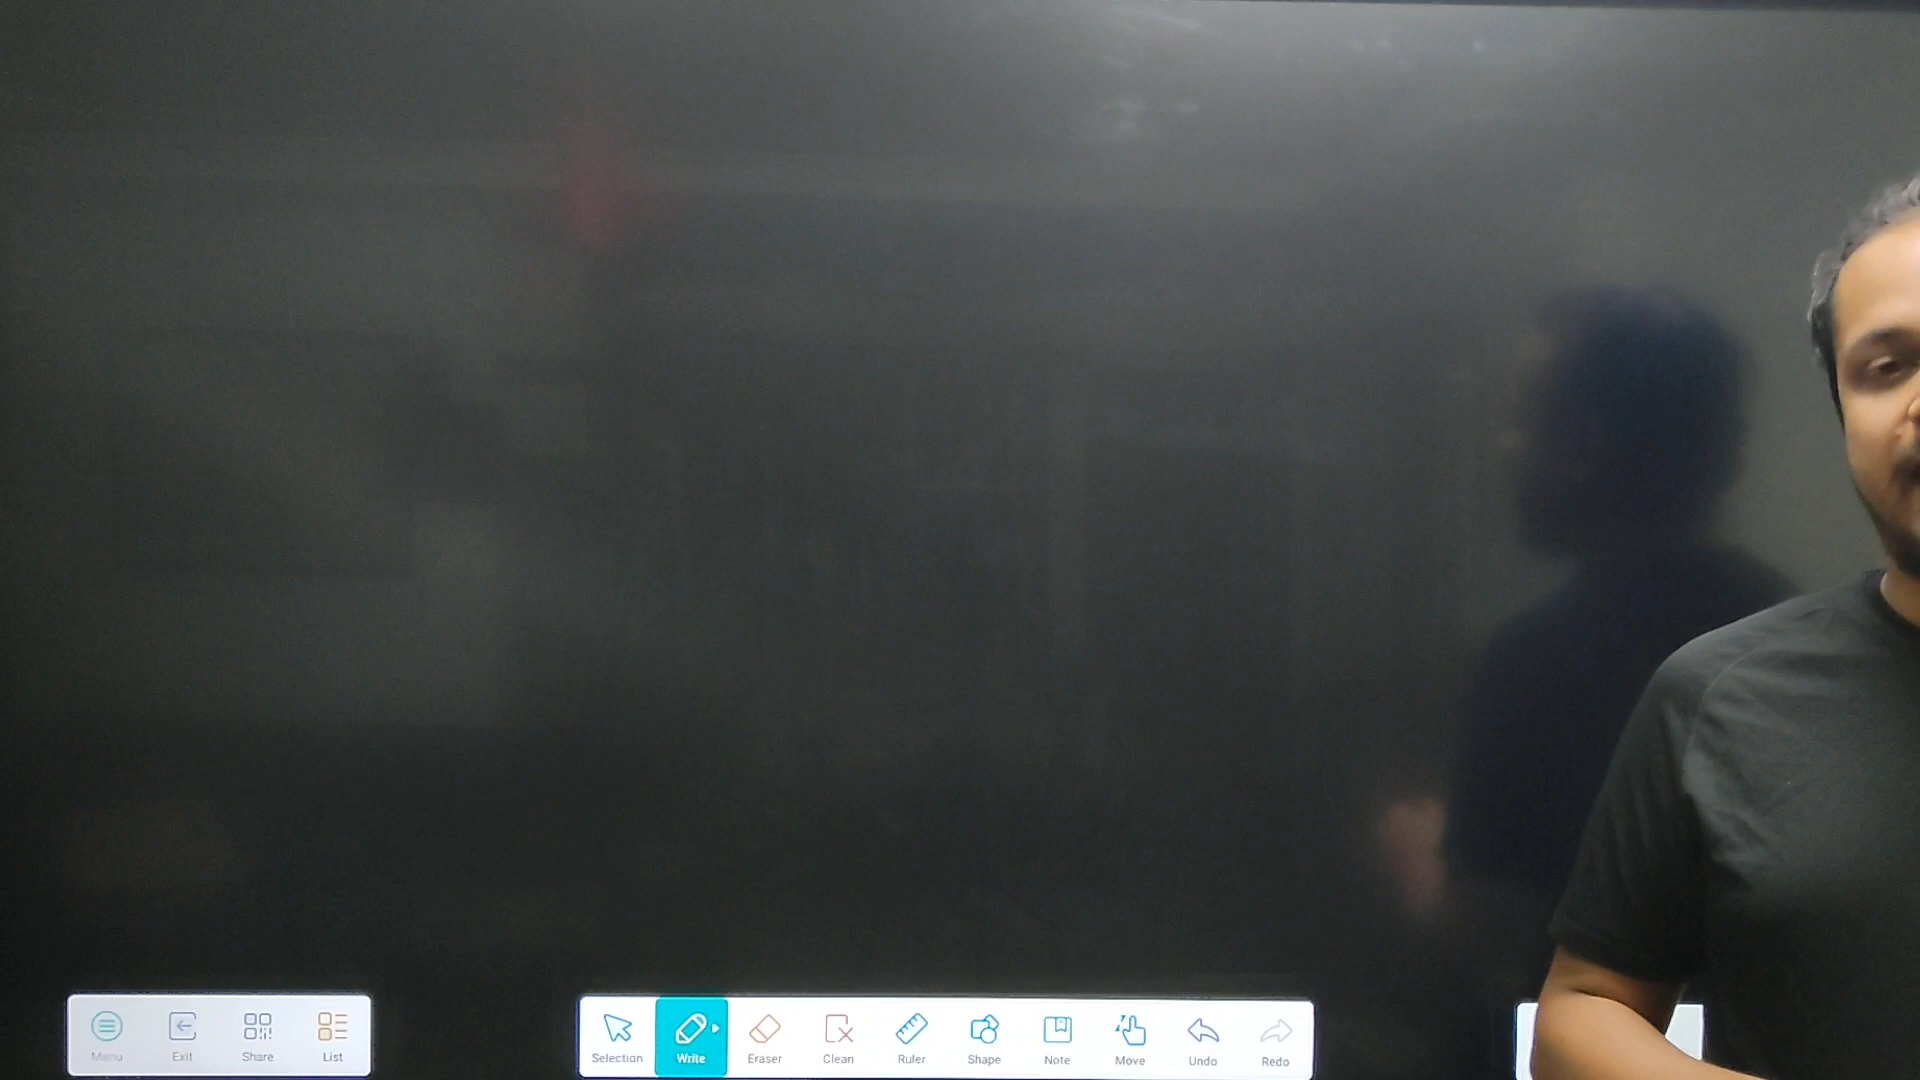 Menu Exit Share List
Selection Write Eraser Clean Ruler Shape Note Move Undo Redo